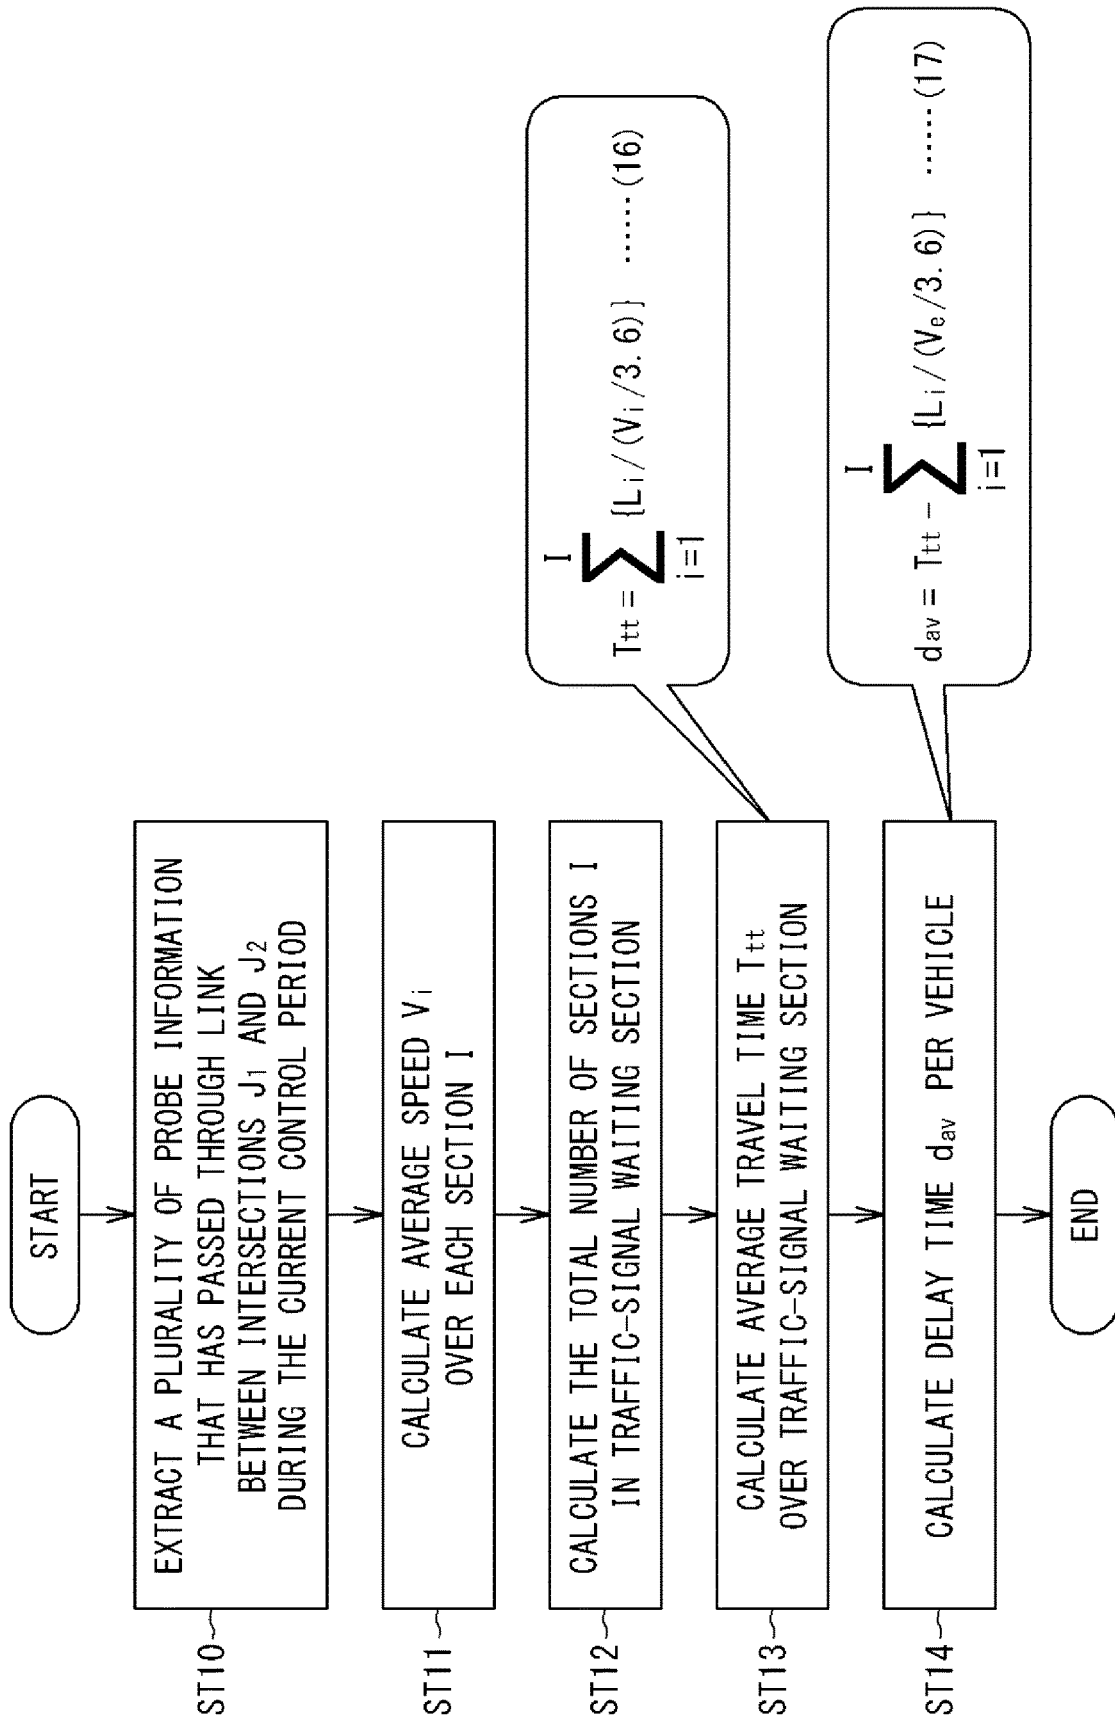 START
ST10
EXTRACT A PLURALITY OF PROBE INFORMATION
THAT HAS PASSED THROUGH LINK
BETWEEN INTERSECTIONS J₁ AND J₂
DURING THE CURRENT CONTROL PERIOD
ST11
CALCULATE AVERAGE SPEED Vᵢ
OVER EACH SECTION I
ST12
CALCULATE THE TOTAL NUMBER OF SECTIONS I
IN TRAFFIC-SIGNAL WAITING SECTION
ST13
CALCULATE AVERAGE TRAVEL TIME Ttt
OVER TRAFFIC-SIGNAL WAITING SECTION
I
Ttt = ∑ {Lᵢ/(Vᵢ/3.6)} ······(16)
i=1
ST14
CALCULATE DELAY TIME dav PER VEHICLE
I
dav = Ttt − ∑ {Lᵢ/(Vₑ/3.6)} ······(17)
i=1
END